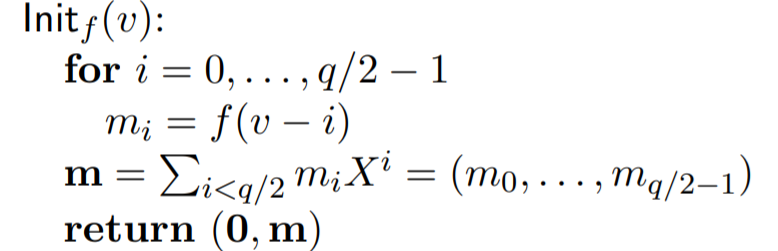 Init_f(v):
for i = 0, . . . , q/2 − 1
m_i = f(v − i)
m = ∑_{i<q/2} m_i X^i = (m_0, . . . , m_{q/2−1})
return (0, m)